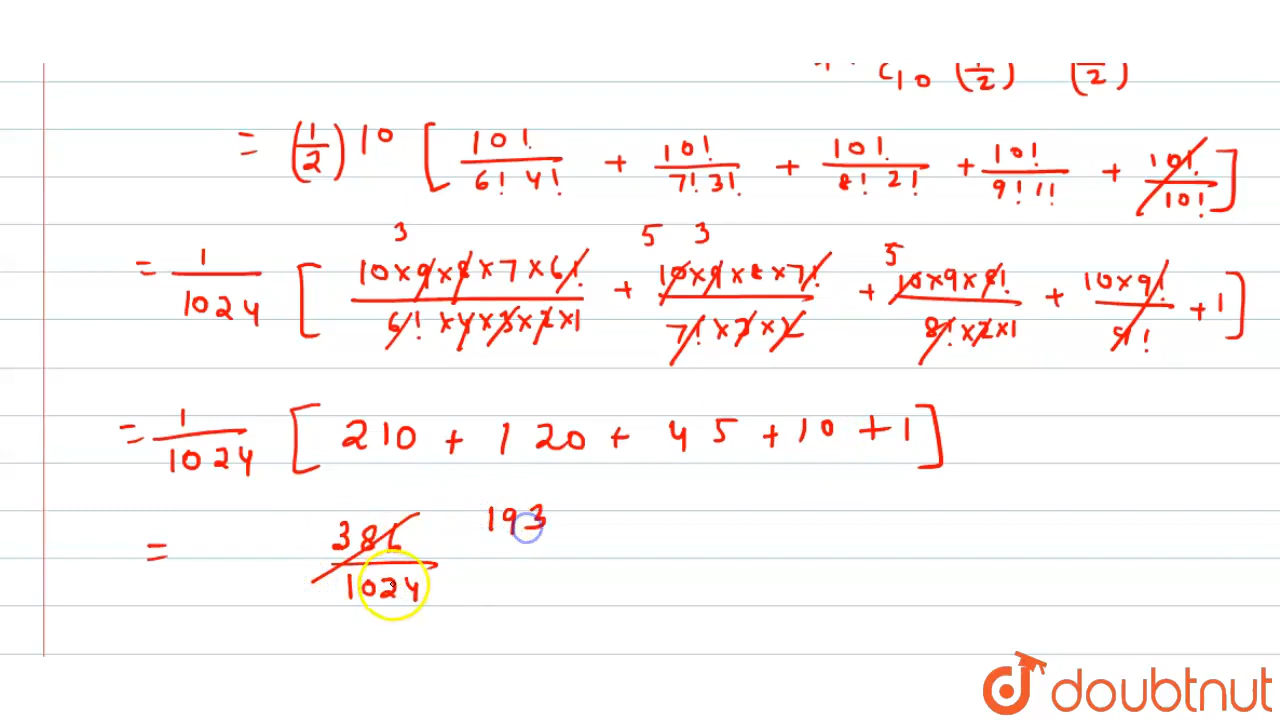 C10 (1/2) (1/2)
= (1/2)^10 [ 10!/6! 4! + 10!/7! 3! + 10!/8! 2! + 10!/9! 1! + 10!/10! ]
3 5 3 5
= 1/1024 [ 10×9×8×7×6!/6!×4×3×2×1 + 10×9×8×7!/7!×3×2 + 10×9×8!/8!×2×1 + 10×9!/9! + 1 ]
= 1/1024 [ 210 + 120 + 45 + 10 + 1 ]
= 386/1024 193
doubtnut